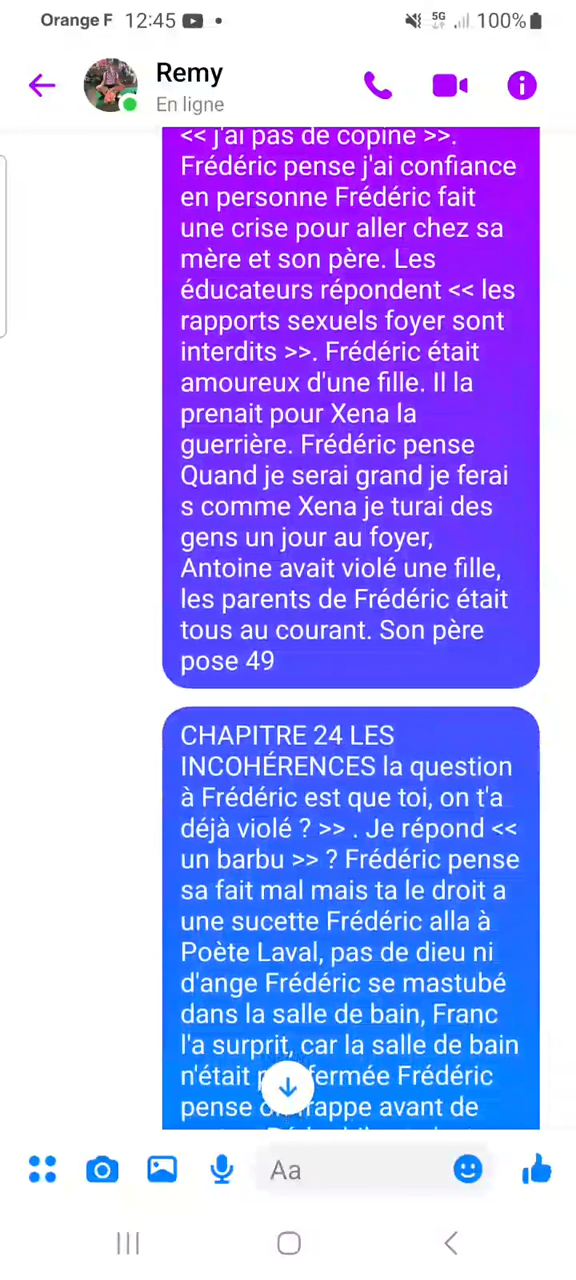 Orange F 12:45
5G
100%
Remy
En ligne
<< j'ai pas de copine >>.
Frédéric pense j'ai confiance
en personne Frédéric fait
une crise pour aller chez sa
mère et son père. Les
éducateurs répondent << les
rapports sexuels foyer sont
interdits >>. Frédéric était
amoureux d'une fille. Il la
prenait pour Xena la
guerrière. Frédéric pense
Quand je serai grand je ferai
s comme Xena je turai des
gens un jour au foyer,
Antoine avait violé une fille,
les parents de Frédéric était
tous au courant. Son père
pose 49
CHAPITRE 24 LES
INCOHÉRENCES la question
à Frédéric est que toi, on t'a
déjà violé ? >> . Je répond <<
un barbu >> ? Frédéric pense
sa fait mal mais ta le droit a
une sucette Frédéric alla à
Poète Laval, pas de dieu ni
d'ange Frédéric se mastubé
dans la salle de bain, Franc
l'a surprit, car la salle de bain
n'était fermée Frédéric
pense avant de
Aa